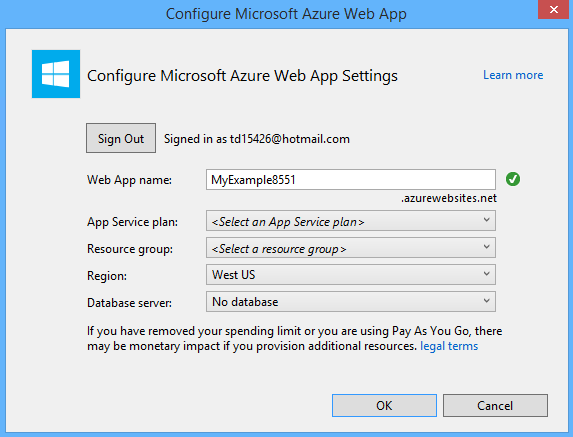 Configure Microsoft Azure Web App
Configure Microsoft Azure Web App Settings
Learn more
Sign Out
Signed in as td15426@hotmail.com
Web App name:
MyExample8551
.azurewebsites.net
App Service plan:
<Select an App Service plan>
Resource group:
<Select a resource group>
Region:
West US
Database server:
No database
If you have removed your spending limit or you are using Pay As You Go, there
may be monetary impact if you provision additional resources. legal terms
OK
Cancel